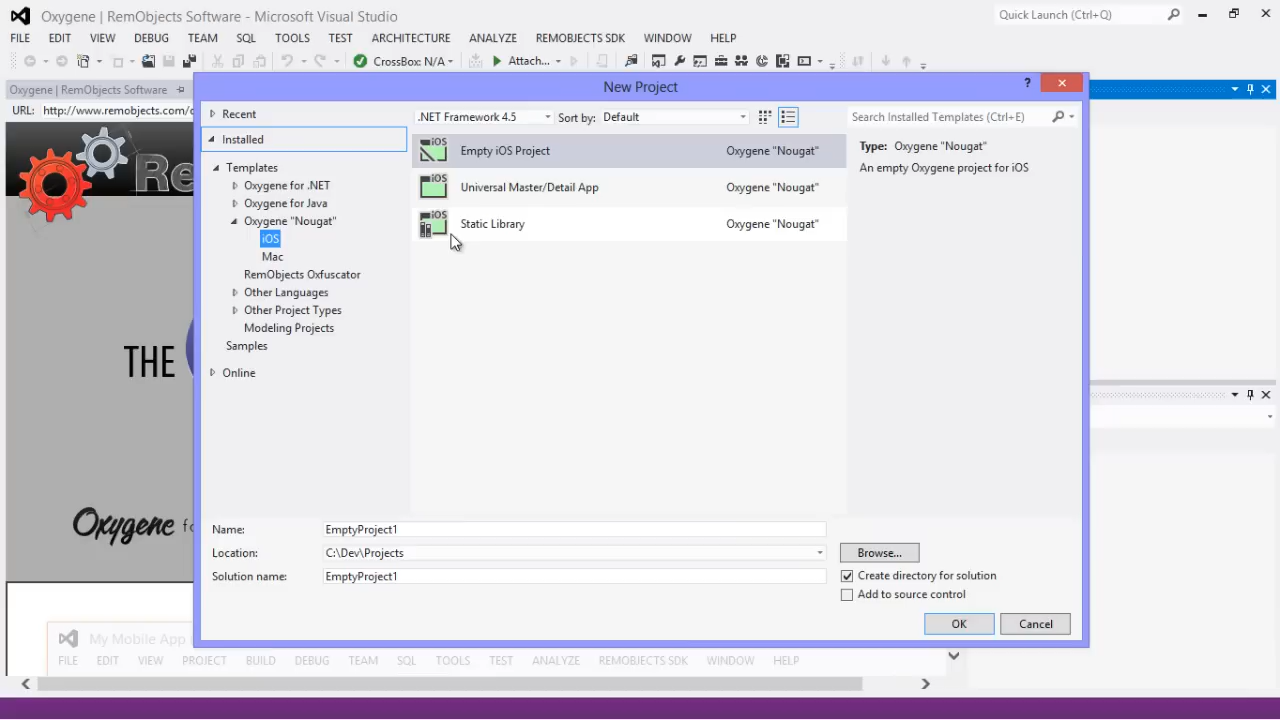 Oxygene | RemObjects Software - Microsoft Visual Studio
Quick Launch (Ctrl+Q)
FILE EDIT VIEW DEBUG TEAM SQL TOOLS TEST ARCHITECTURE ANALYZE REMOBJECTS SDK WINDOW HELP
CrossBox: N/A Attach...
Oxygene | RemObjects Software
URL: http://www.remobjects.com/
New Project
?
Recent
Installed
Templates
Oxygene for .NET
Oxygene for Java
Oxygene "Nougat"
iOS
Mac
RemObjects Oxfuscator
Other Languages
Other Project Types
Modeling Projects
Samples
Online
.NET Framework 4.5 Sort by: Default
iOS Empty iOS Project Oxygene "Nougat"
iOS Universal Master/Detail App Oxygene "Nougat"
iOS Static Library Oxygene "Nougat"
Search Installed Templates (Ctrl+E)
Type: Oxygene "Nougat"
An empty Oxygene project for iOS
Name: EmptyProject1
Location: C:\Dev\Projects
Browse...
Solution name: EmptyProject1
Create directory for solution
Add to source control
OK Cancel
Re
THE
Oxygene
My Mobile App
FILE EDIT VIEW PROJECT BUILD DEBUG TEAM SQL TOOLS TEST ANALYZE REMOBJECTS SDK WINDOW HELP